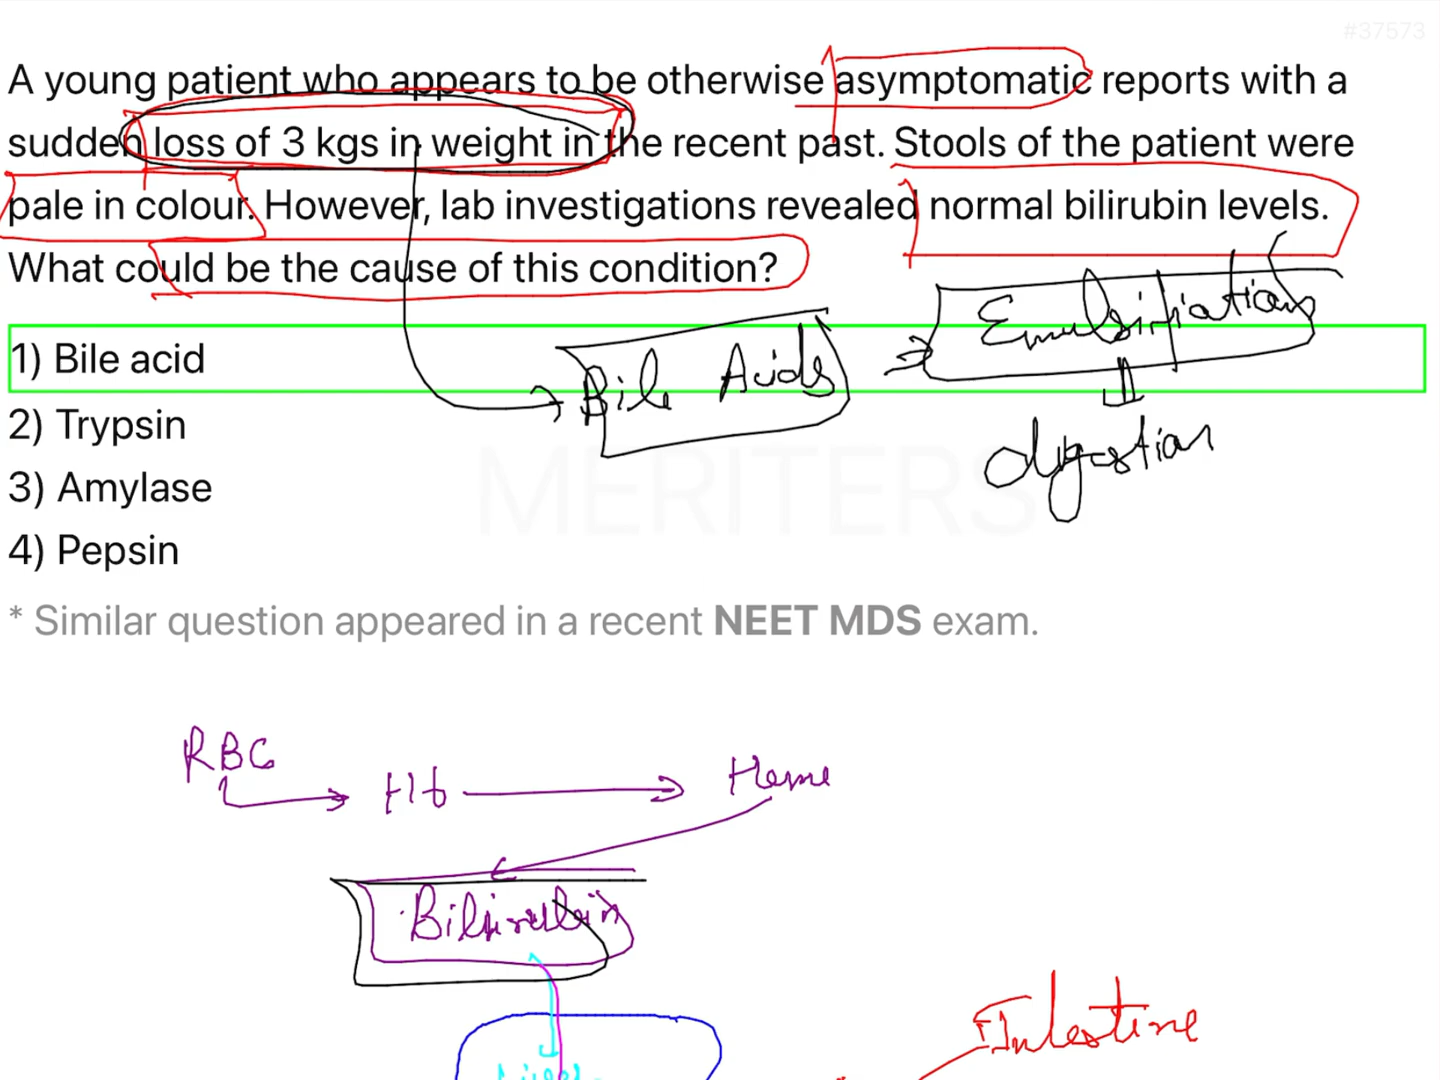 #37573
A young patient who appears to be otherwise asymptomatic reports with a
sudden loss of 3 kgs in weight in the recent past. Stools of the patient were
pale in colour. However, lab investigations revealed normal bilirubin levels.
What could be the cause of this condition?
1) Bile acid
Bile Acids
2) Trypsin
3) Amylase
4) Pepsin
MERITERS
* Similar question appeared in a recent NEET MDS exam.
RBC
Hb
Heme
Bilirubin
Intestine